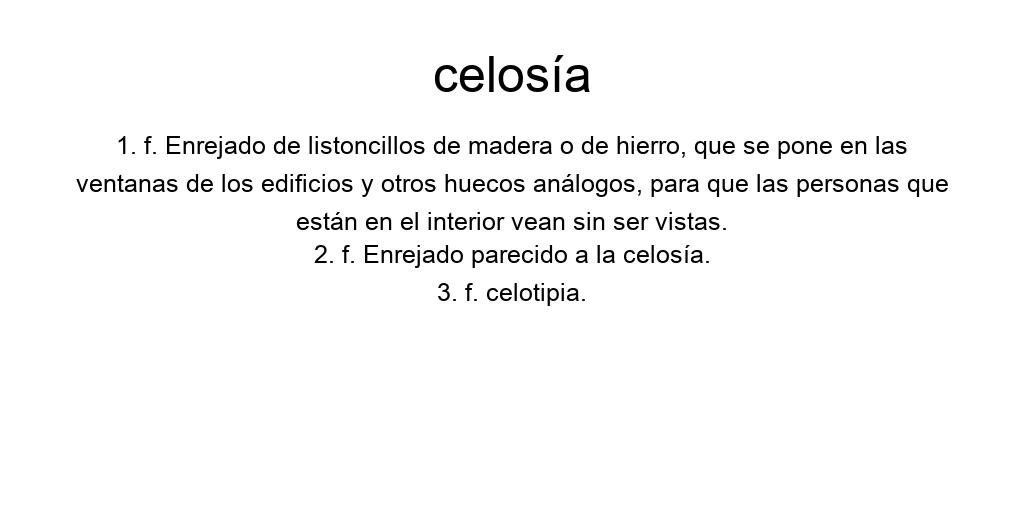 celosía
1. f. Enrejado de listoncillos de madera o de hierro, que se pone en las
ventanas de los edificios y otros huecos análogos, para que las personas que
están en el interior vean sin ser vistas.
2. f. Enrejado parecido a la celosía.
3. f. celotipia.